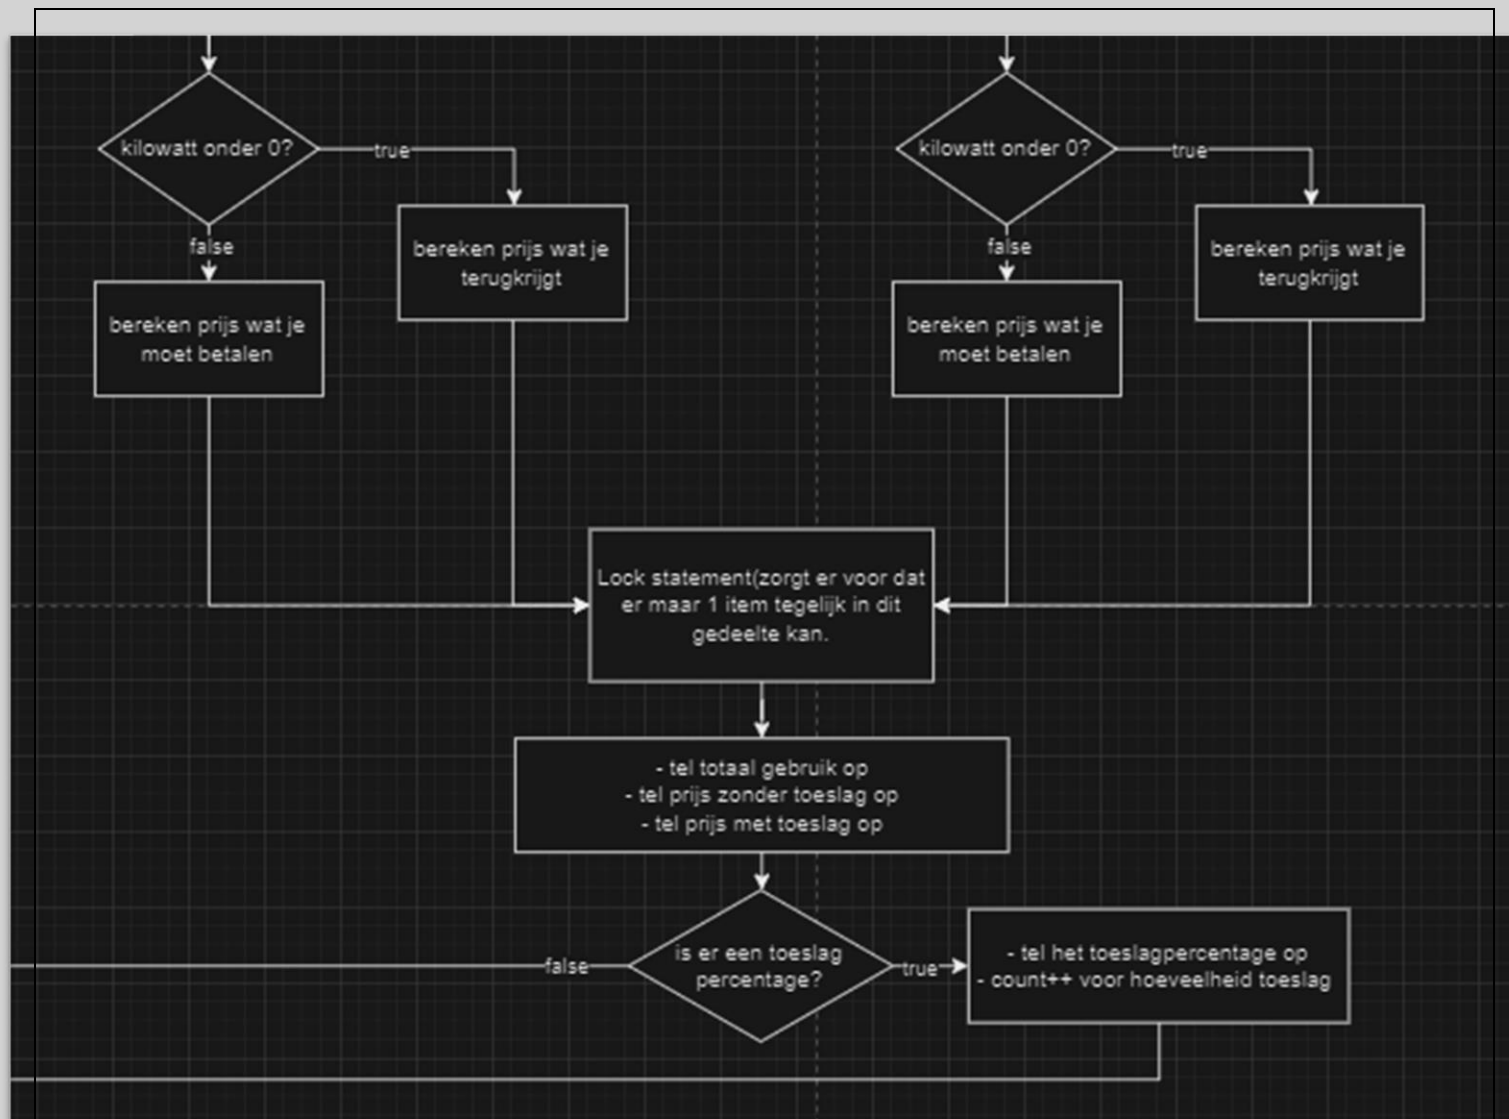 kilowatt onder 0?
true
false
bereken prijs wat je
terugkrijgt
bereken prijs wat je
moet betalen
kilowatt onder 0?
true
false
bereken prijs wat je
terugkrijgt
bereken prijs wat je
moet betalen
Lock statement(zorgt er voor dat
er maar 1 item tegelijk in dit
gedeelte kan.
- tel totaal gebruik op
- tel prijs zonder toeslag op
- tel prijs met toeslag op
is er een toeslag
percentage?
false
true
- tel het toeslagpercentage op
- count++ voor hoeveelheid toeslag